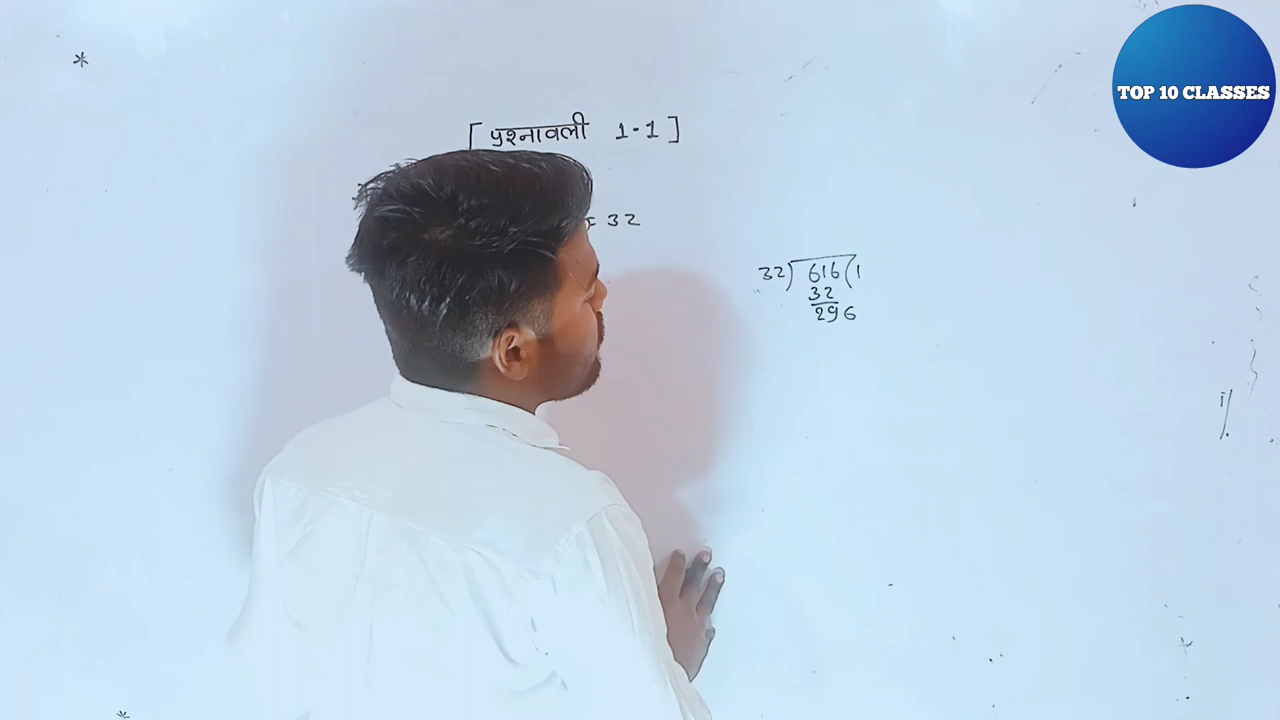 TOP 10 CLASSES
[ प्रश्नावली 1.1 ]
= 32
32) 616 (1
32
296